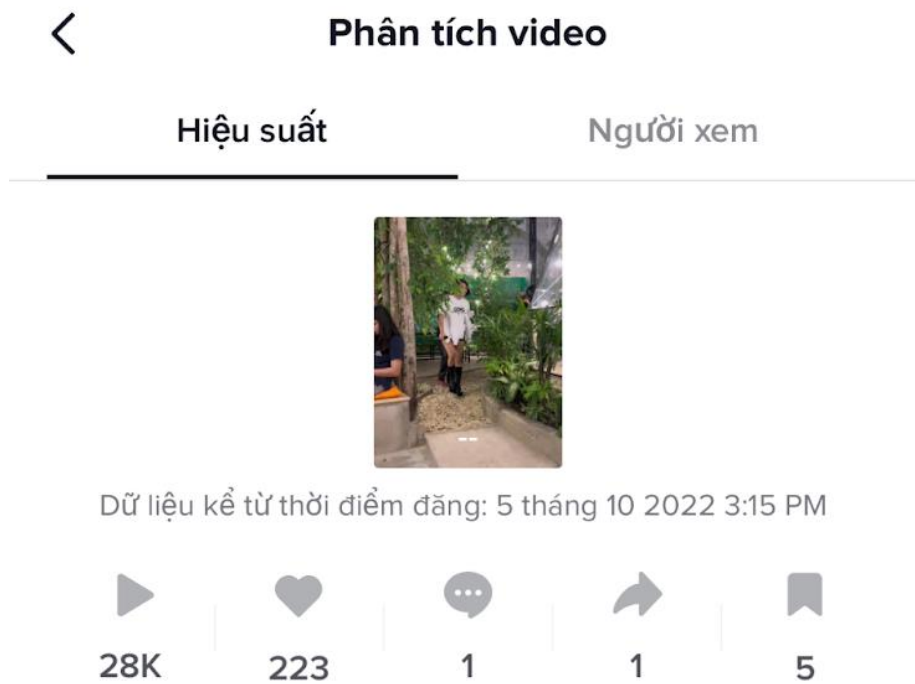 Phân tích video
Hiệu suất
Người xem
Dữ liệu kể từ thời điểm đăng: 5 tháng 10 2022 3:15 PM
28K
223
1
1
5